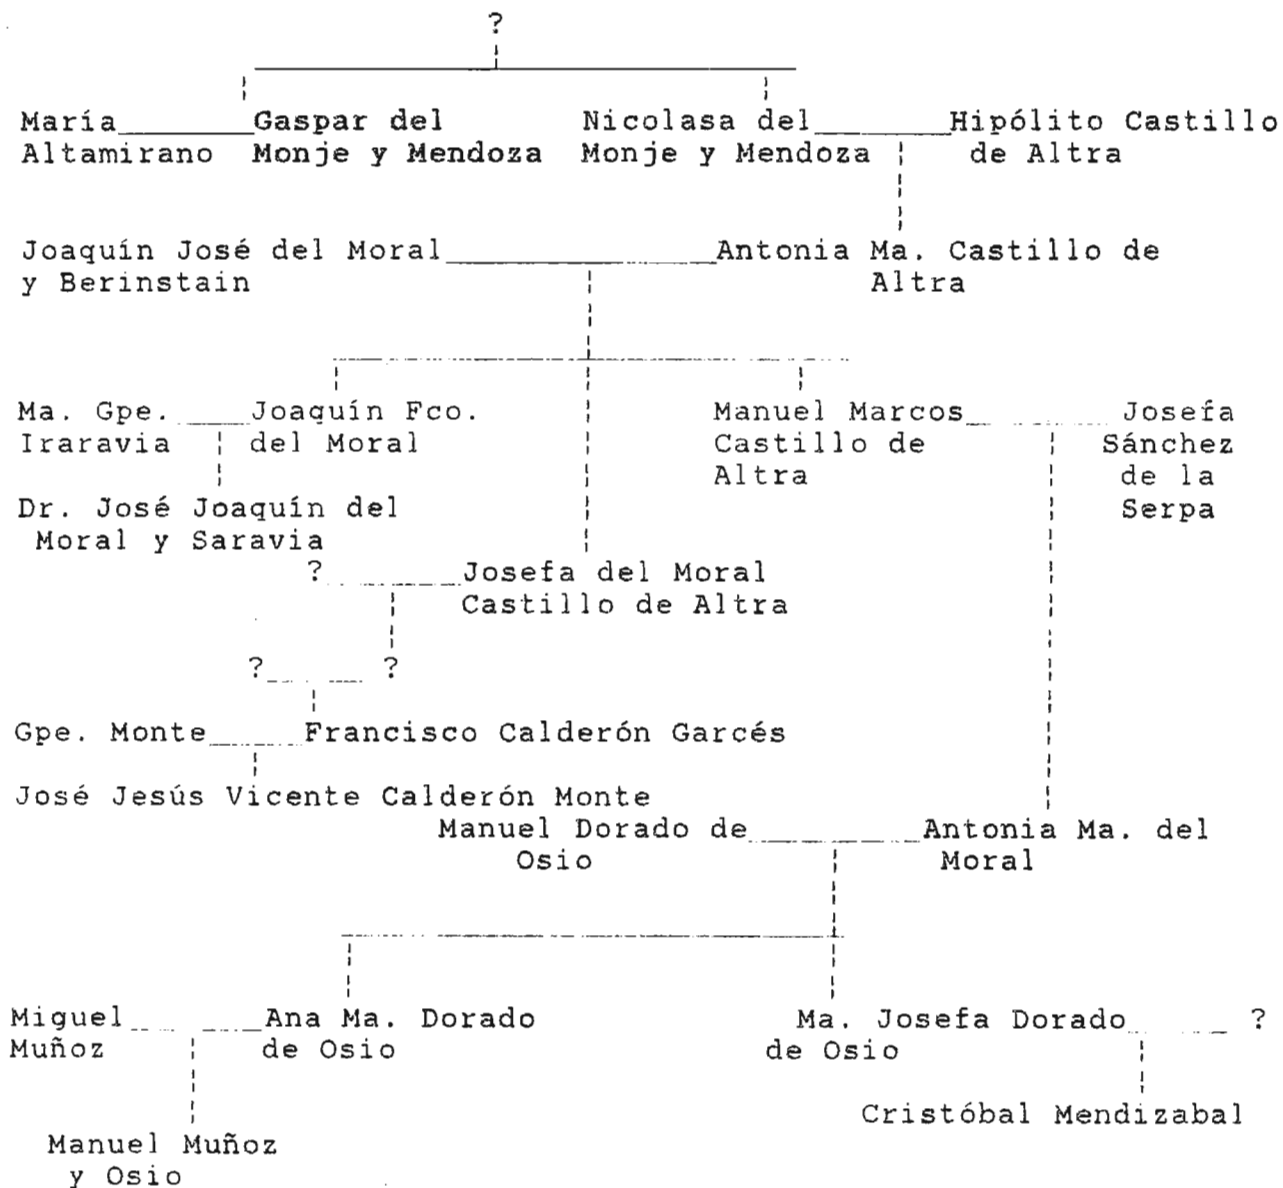 ?
María Gaspar del Nicolasa del Hipólito Castillo
Altamirano Monje y Mendoza Monje y Mendoza de Altra
Joaquín José del Moral Antonia Ma. Castillo de
y Berinstain Altra
Ma. Gpe. Joaquín Fco. Manuel Marcos Josefa
Iraravia del Moral Castillo de Sánchez
Altra de la
Dr. José Joaquín del Serpa
Moral y Saravia
? Josefa del Moral
Castillo de Altra
? ?
Gpe. Monte Francisco Calderón Garcés
José Jesús Vicente Calderón Monte
Manuel Dorado de Antonia Ma. del
Osio Moral
Miguel Ana Ma. Dorado Ma. Josefa Dorado ?
Muñoz de Osio de Osio
Cristóbal Mendizabal
Manuel Muñoz
y Osio